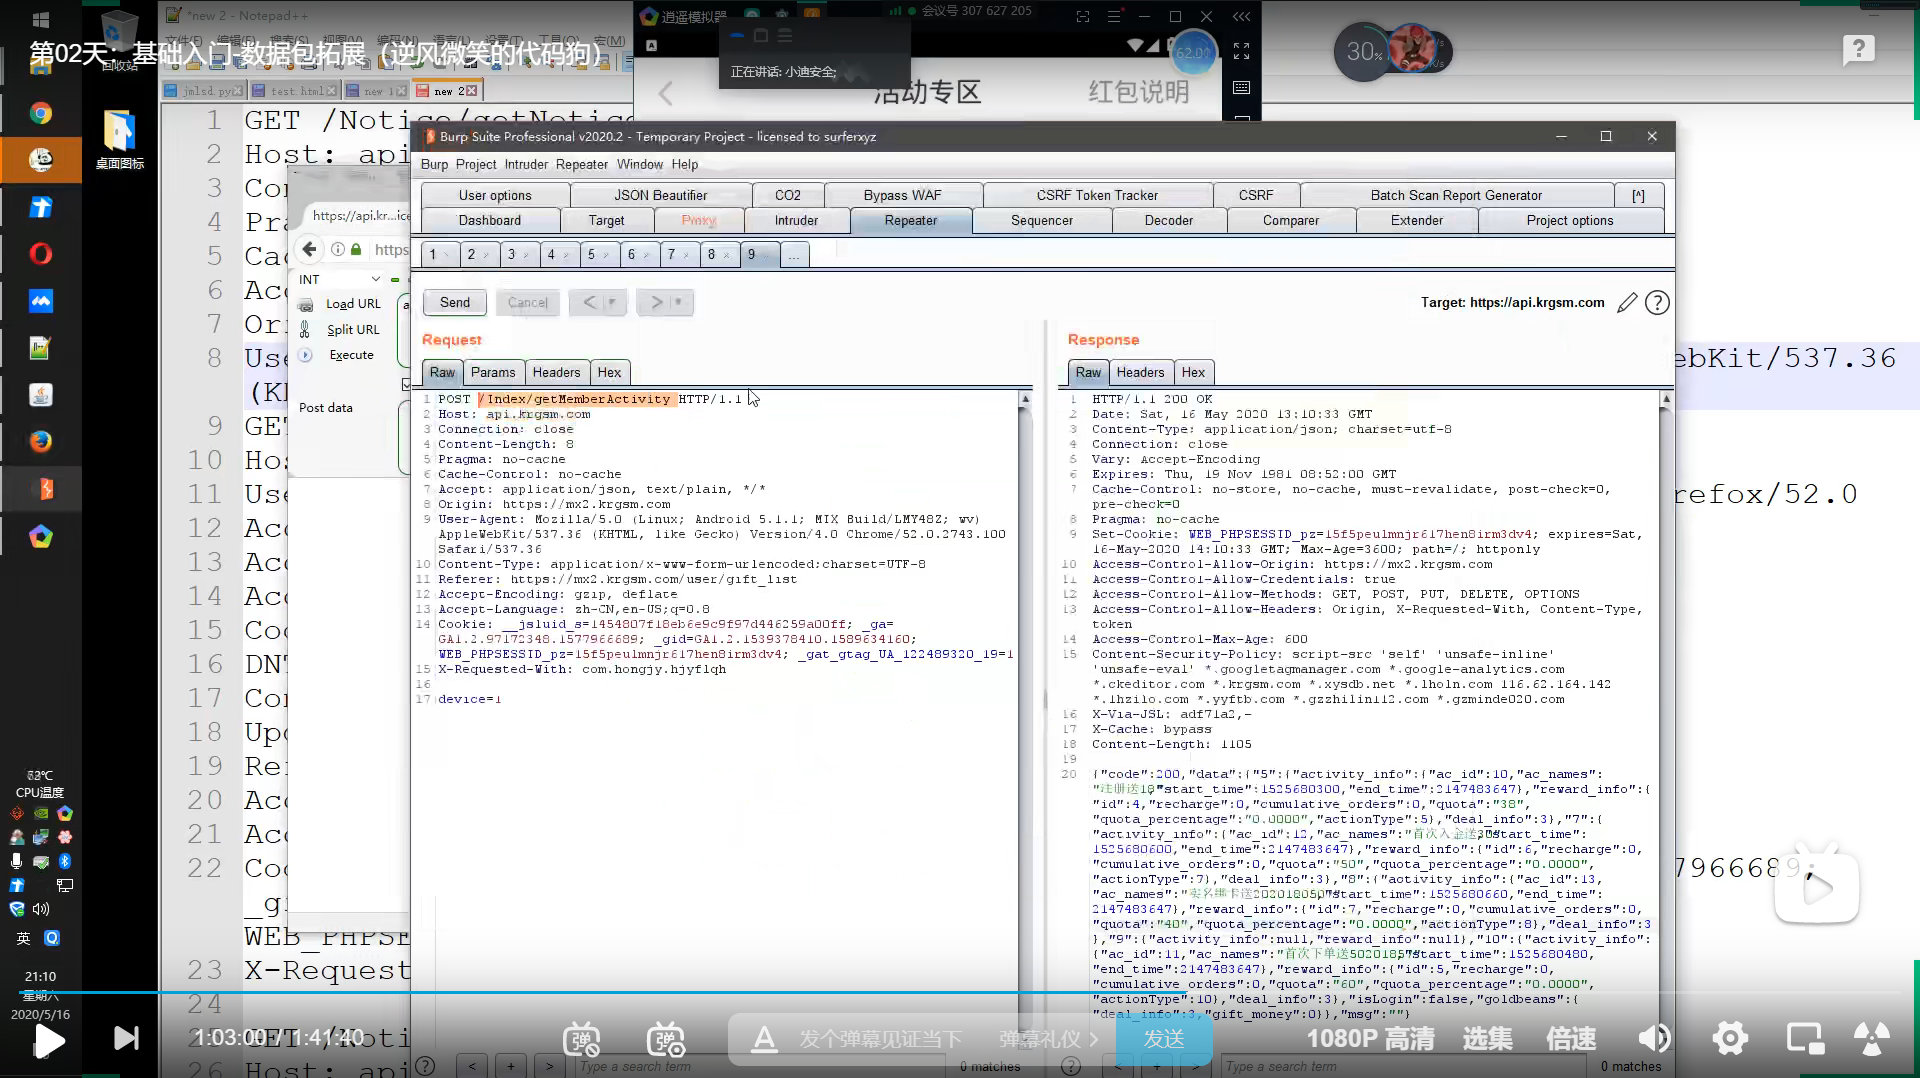 *new 2 - Notepad++
第02天：基础入门-数据包拓展（逆风微笑的代码狗）
回收站
逍遥模拟器
会议号 307 627 205
正在讲话: 小迪安全;
62.00
30%
活动专区
红包说明
jmlsd.py
test.html
new 1
new 2
桌面图标
1 GET /Notice/getNotice
2 Host: api
3 Co
4 Pra
5 Cac
6 Acc
7 Ori
8 Use
ebKit/537.36
(KH
9 GET
10 Hos
11 Use
refox/52.0
12 Acc
13 Acc
14 Acc
15 Coo
16 DNT
17 Con
18 Upg
19 Ref
20 Acc
21 Acc
22 Coo
7966689;
_g
WEB_PHPSE
23 X-Request
24
25 GET /Noti
26 Host: api
https://api.kr...ice
https
INT
Load URL
Split URL
Execute
Post data
Burp Suite Professional v2020.2 - Temporary Project - licensed to surferxyz
Burp Project Intruder Repeater Window Help
User options JSON Beautifier CO2 Bypass WAF CSRF Token Tracker CSRF Batch Scan Report Generator [^]
Dashboard Target Proxy Intruder Repeater Sequencer Decoder Comparer Extender Project options
1 × 2 × 3 × 4 × 5 × 6 × 7 × 8 × 9 ...
Send Cancel < >
Target: https://api.krgsm.com
Request
Raw Params Headers Hex
1 POST /Index/getMemberActivity HTTP/1.1
2 Host: api.krgsm.com
3 Connection: close
4 Content-Length: 8
5 Pragma: no-cache
6 Cache-Control: no-cache
7 Accept: application/json, text/plain, */*
8 Origin: https://mx2.krgsm.com
9 User-Agent: Mozilla/5.0 (Linux; Android 5.1.1; MIX Build/LMY48Z; wv)
AppleWebKit/537.36 (KHTML, like Gecko) Version/4.0 Chrome/52.0.2743.100
Safari/537.36
10 Content-Type: application/x-www-form-urlencoded;charset=UTF-8
11 Referer: https://mx2.krgsm.com/user/gift_list
12 Accept-Encoding: gzip, deflate
13 Accept-Language: zh-CN,en-US;q=0.8
14 Cookie: __jsluid_s=1454807f18eb6e9c9f97d446259a00ff; _ga=
GA1.2.97172348.1577966689; _gid=GA1.2.1539378410.1589634160;
WEB_PHPSESSID_pz=15f5peulmnjr617hen8irm3dv4; _gat_gtag_UA_122489320_19=1
15 X-Requested-With: com.hongjy.hjyflqh
16
17 device=1
Response
Raw Headers Hex
1 HTTP/1.1 200 OK
2 Date: Sat, 16 May 2020 13:10:33 GMT
3 Content-Type: application/json; charset=utf-8
4 Connection: close
5 Vary: Accept-Encoding
6 Expires: Thu, 19 Nov 1981 08:52:00 GMT
7 Cache-Control: no-store, no-cache, must-revalidate, post-check=0,
pre-check=0
8 Pragma: no-cache
9 Set-Cookie: WEB_PHPSESSID_pz=15f5peulmnjr617hen8irm3dv4; expires=Sat,
16-May-2020 14:10:33 GMT; Max-Age=3600; path=/; httponly
10 Access-Control-Allow-Origin: https://mx2.krgsm.com
11 Access-Control-Allow-Credentials: true
12 Access-Control-Allow-Methods: GET, POST, PUT, DELETE, OPTIONS
13 Access-Control-Allow-Headers: Origin, X-Requested-With, Content-Type,
token
14 Access-Control-Max-Age: 600
15 Content-Security-Policy: script-src 'self' 'unsafe-inline'
'unsafe-eval' *.googletagmanager.com *.google-analytics.com
*.ckeditor.com *.krgsm.com *.xysdb.net *.lholn.com 116.62.164.142
*.lhzilo.com *.yyftb.com *.gzzhilin112.com *.gzminde020.com
16 X-Via-JSL: adf71a2,-
17 X-Cache: bypass
18 Content-Length: 1105
19
20 {"code":200,"data":{"5":{"activity_info":{"ac_id":10,"ac_names":
"注册送18","start_time":1525680300,"end_time":2147483647},"reward_info":{
"id":4,"recharge":0,"cumulative_orders":0,"quota":"38",
"quota_percentage":"0.0000","actionType":5},"deal_info":3},"7":{
"activity_info":{"ac_id":12,"ac_names":"首次入金送30","start_time":
1525680600,"end_time":2147483647},"reward_info":{"id":6,"recharge":0,
"cumulative_orders":0,"quota":"50","quota_percentage":"0.0000",
"actionType":7},"deal_info":3},"8":{"activity_info":{"ac_id":13,
"ac_names":"实名绑卡送202018050","start_time":1525680660,"end_time":
2147483647},"reward_info":{"id":7,"recharge":0,"cumulative_orders":0,
"quota":"40","quota_percentage":"0.0000","actionType":8},"deal_info":3
},"9":{"activity_info":null,"reward_info":null},"10":{"activity_info":
{"ac_id":11,"ac_names":"首次下单送5020185","start_time":1525680480,
"end_time":2147483647},"reward_info":{"id":5,"recharge":0,
"cumulative_orders":0,"quota":"60","quota_percentage":"0.0000",
"actionType":10},"deal_info":3},"isLogin":false,"goldbeans":{
"deal_info":3,"gift_money":0}},"msg":""}
Type a search term
0 matches
Type a search term
0 matches
53℃
CPU温度
英
21:10
星期六
2020/5/16
1:03:00 / 1:41:40
弹
弹
A
发个弹幕见证当下
弹幕礼仪 >
发送
1080P 高清
选集
倍速